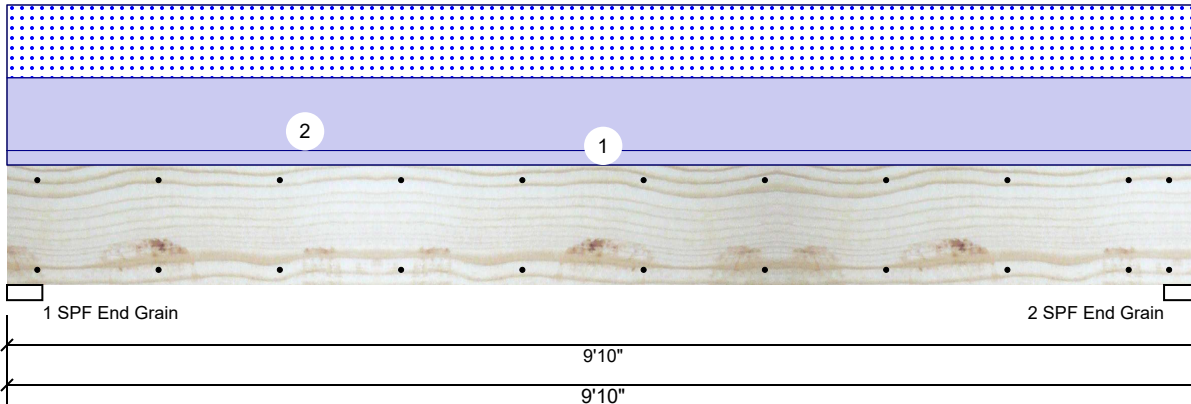 2
1
1 SPF End Grain
2 SPF End Grain
9'10"
9'10"